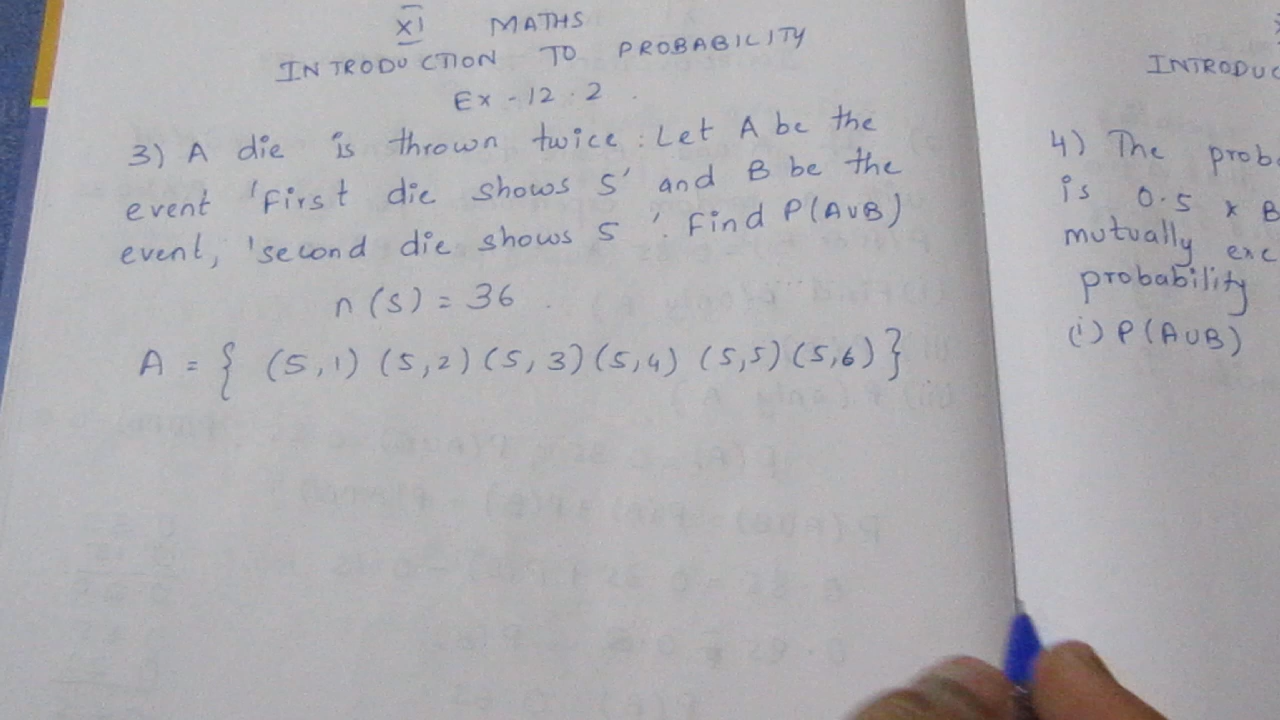 XI MATHS
INTRODUCTION TO PROBABILITY
Ex - 12.2.
3) A die is thrown twice. Let A be the
event 'First die shows 5' and B be the
event, 'second die shows 5'. Find P(A∪B)
n(S) = 36.
A = { (5,1) (5,2) (5,3) (5,4) (5,5) (5,6) }
INTRODUC
4) The prob
is 0.5 × B
mutually exc
probability
(i) P(A∪B)